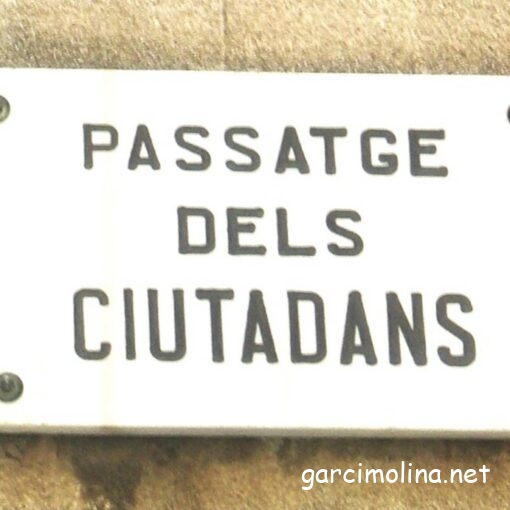 PASSATGE
DELS
CIUTADANS
garcimolina.net